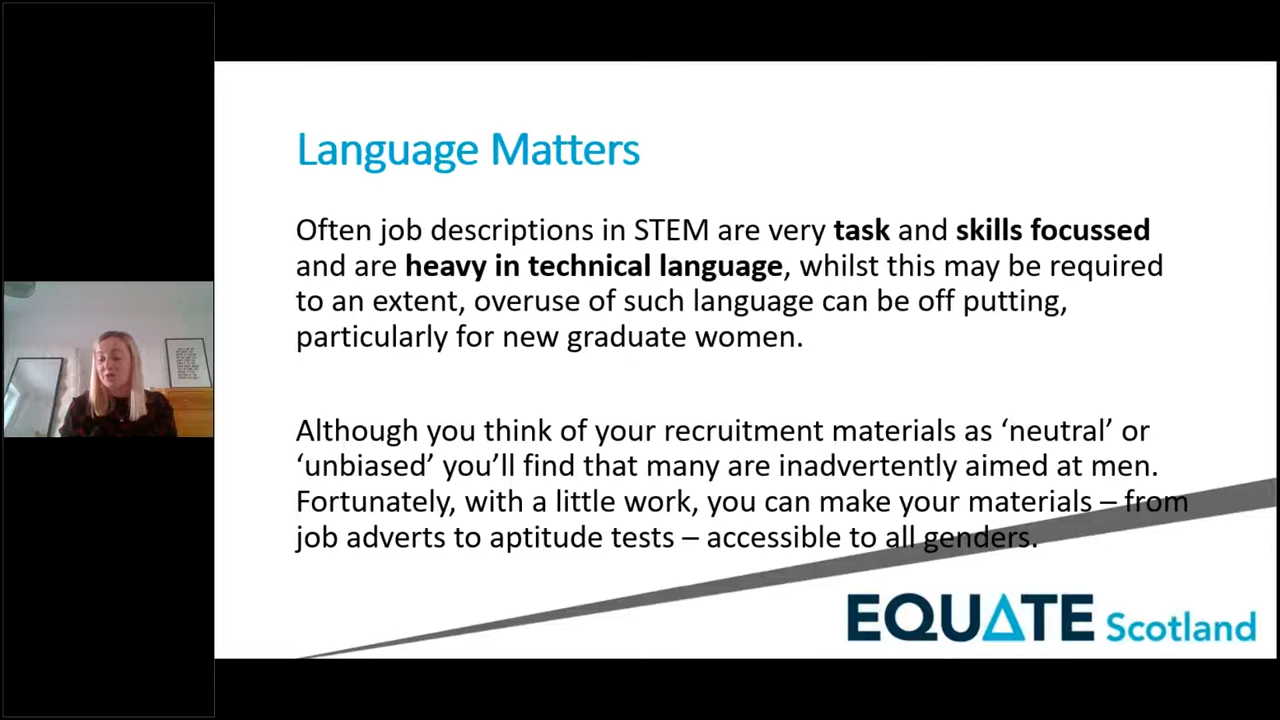 Language Matters
Often job descriptions in STEM are very task and skills focussed
and are heavy in technical language, whilst this may be required
to an extent, overuse of such language can be off putting,
particularly for new graduate women.
Although you think of your recruitment materials as ‘neutral’ or
‘unbiased’ you’ll find that many are inadvertently aimed at men.
Fortunately, with a little work, you can make your materials – from
job adverts to aptitude tests – accessible to all genders.
EQUATE Scotland